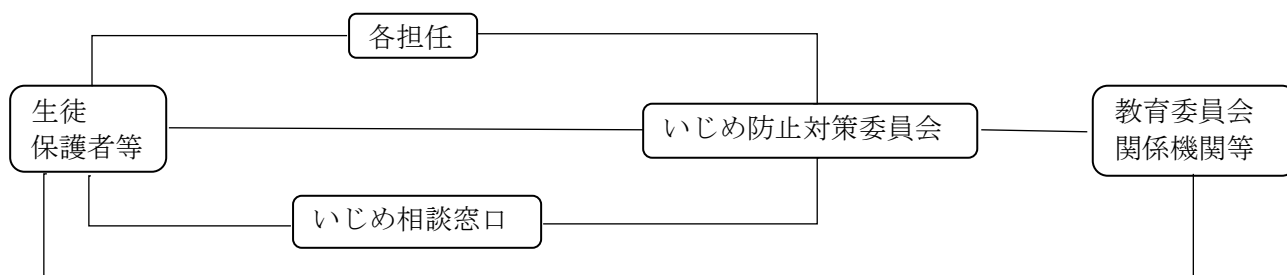 各担任
生徒
保護者等
いじめ防止対策委員会
教育委員会
関係機関等
いじめ相談窓口